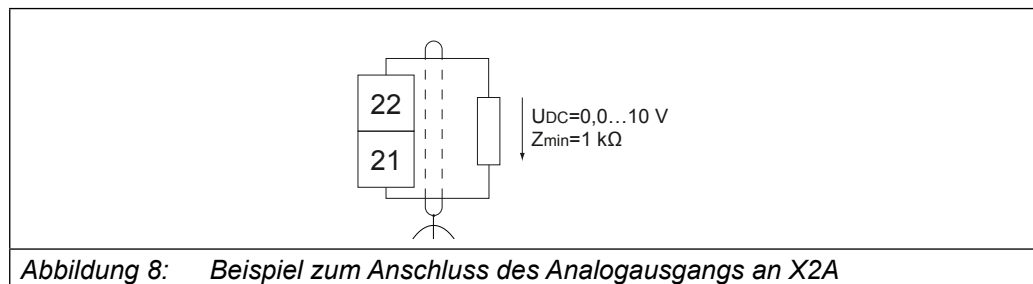 22
21
UDC=0,0…10 V
Zmin=1 kΩ
Abbildung 8: Beispiel zum Anschluss des Analogausgangs an X2A